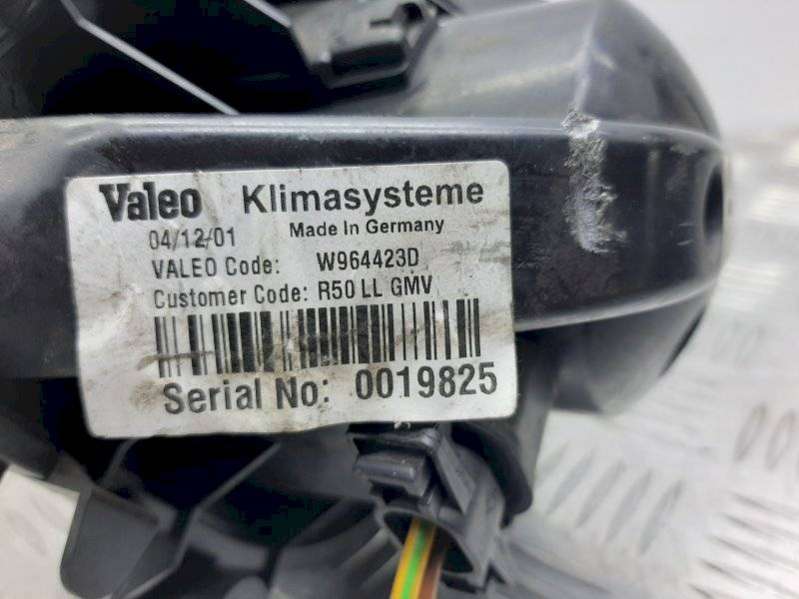 Valeo Klimasysteme
04/12/01 Made In Germany
VALEO Code: W964423D
Customer Code: R50 LL GMV
Serial No: 0019825